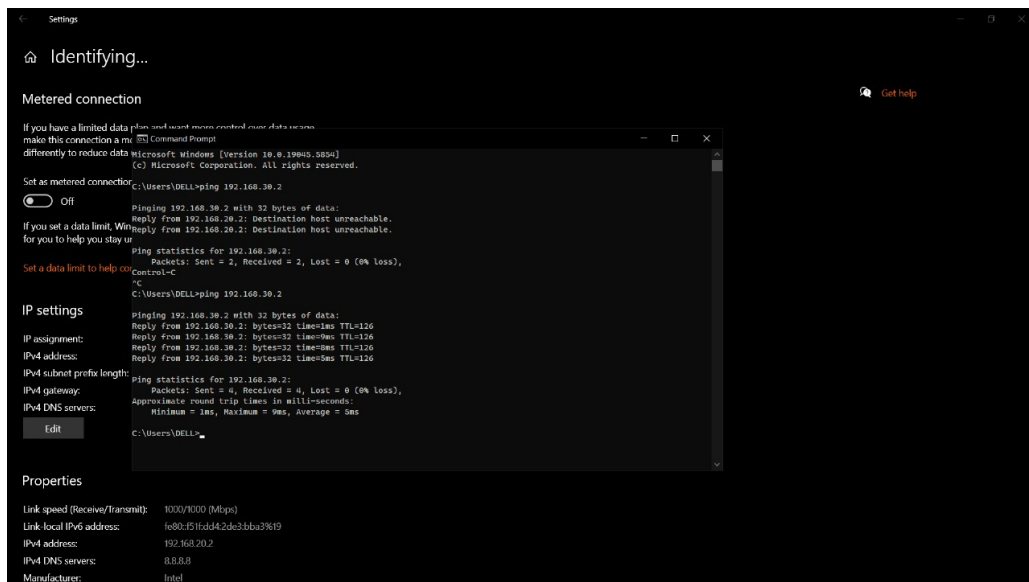 Settings
Identifying...
Metered connection
Get help
If you have a limited data plan and want more control over data usage
make this connection a m
differently to reduce data
Set as metered connection
Off
If you set a data limit, Win
for you to help you stay u
Set a data limit to help co
IP settings
IP assignment:
IPv4 address:
IPv4 subnet prefix length:
IPv4 gateway:
IPv4 DNS servers:
Edit
Command Prompt
Microsoft Windows [Version 10.0.19045.5854]
(c) Microsoft Corporation. All rights reserved.
C:\Users\DELL>ping 192.168.30.2
Pinging 192.168.30.2 with 32 bytes of data:
Reply from 192.168.20.2: Destination host unreachable.
Reply from 192.168.20.2: Destination host unreachable.
Ping statistics for 192.168.30.2:
Packets: Sent = 2, Received = 2, Lost = 0 (0% loss),
Control-C
^C
C:\Users\DELL>ping 192.168.30.2
Pinging 192.168.30.2 with 32 bytes of data:
Reply from 192.168.30.2: bytes=32 time=1ms TTL=126
Reply from 192.168.30.2: bytes=32 time=9ms TTL=126
Reply from 192.168.30.2: bytes=32 time=8ms TTL=126
Reply from 192.168.30.2: bytes=32 time=5ms TTL=126
Ping statistics for 192.168.30.2:
Packets: Sent = 4, Received = 4, Lost = 0 (0% loss),
Approximate round trip times in milli-seconds:
Minimum = 1ms, Maximum = 9ms, Average = 5ms
C:\Users\DELL>
Properties
Link speed (Receive/Transmit): 1000/1000 (Mbps)
Link-local IPv6 address: fe80::f51f:dd42:2de3:bba3%19
IPv4 address: 192.168.20.2
IPv4 DNS servers: 8.8.8.8
Manufacturer: Intel